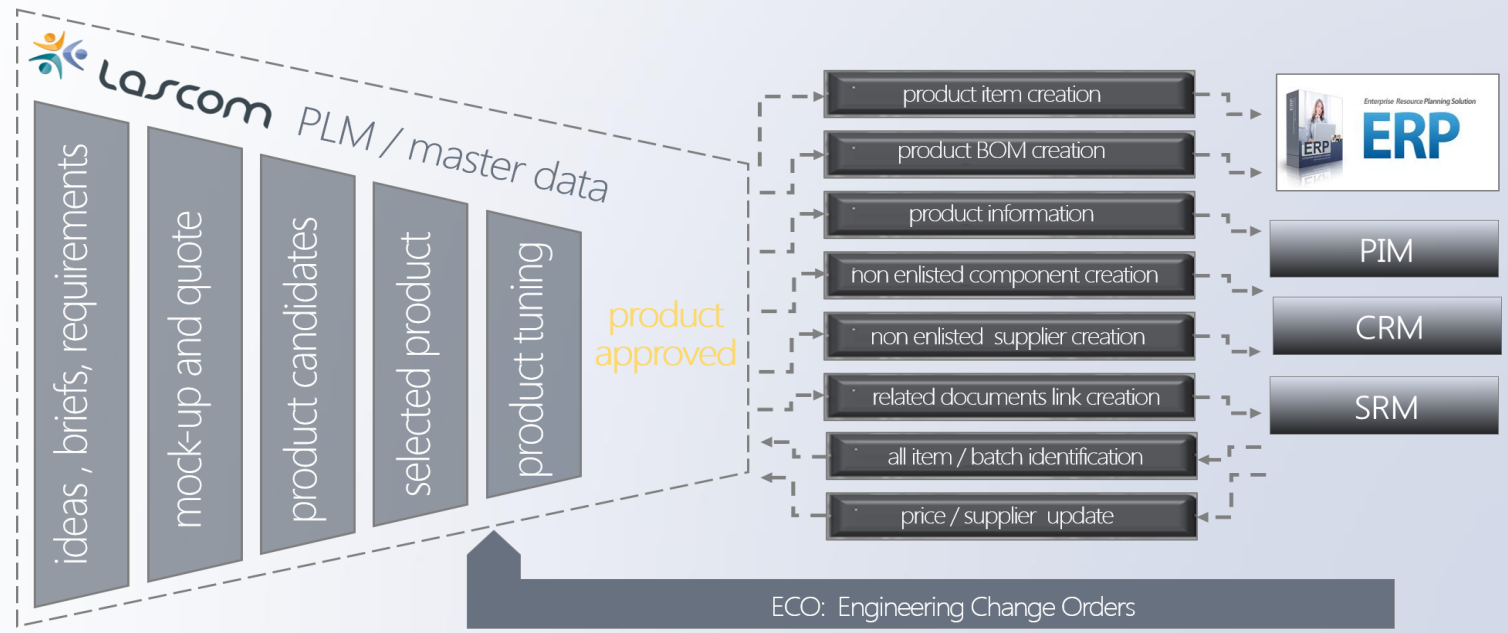 Lascom
PLM / master data
ideas , briefs, requirements
mock-up and quote
product candidates
selected product
product tuning
product
approved
product item creation
product BOM creation
product information
non enlisted component creation
non enlisted supplier creation
related documents link creation
all item / batch identification
price / supplier update
Enterprise Resource Planning Solution
ERP
ERP
PIM
CRM
SRM
ECO: Engineering Change Orders